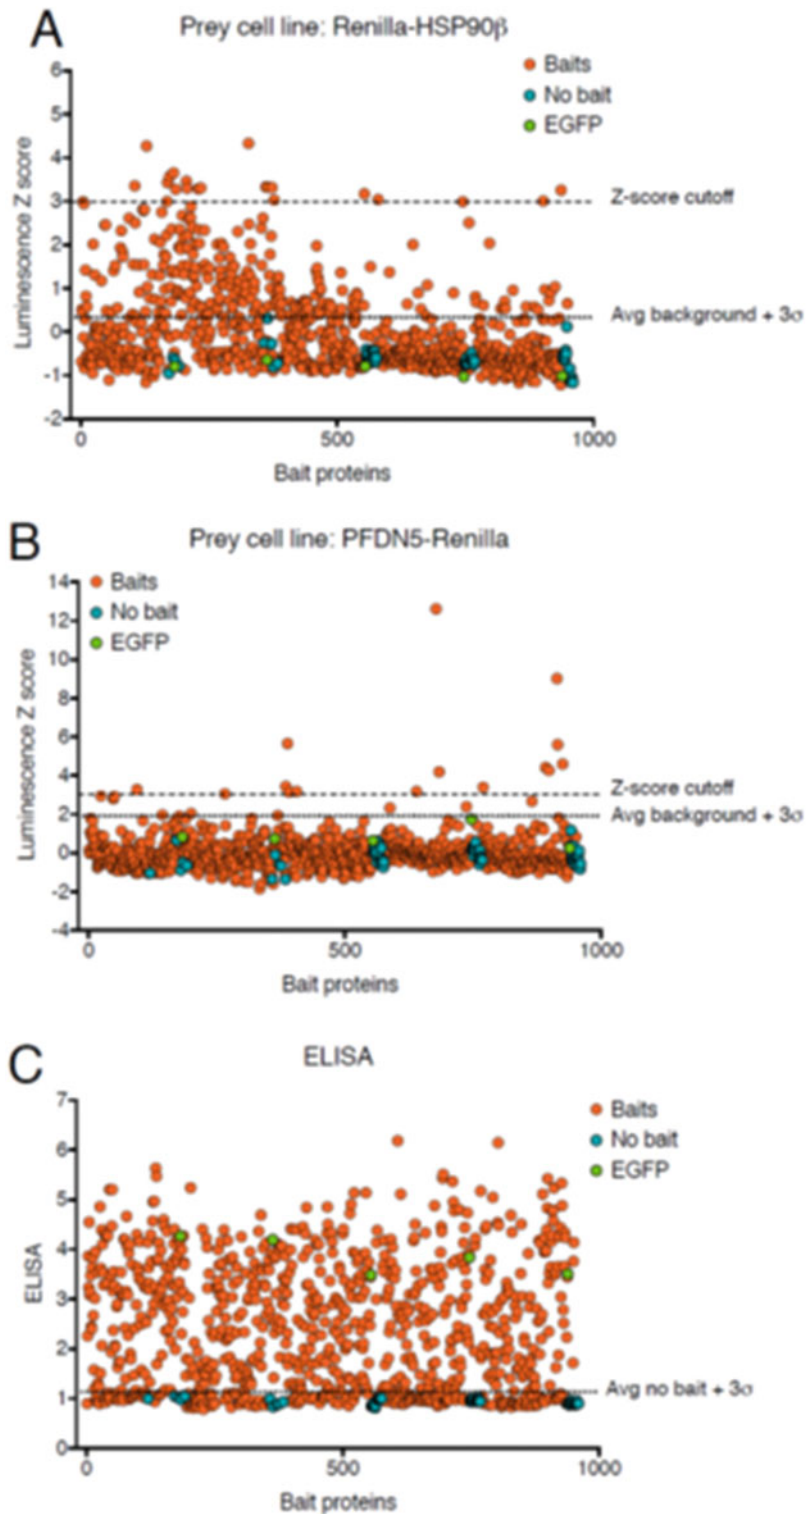 A
Prey cell line: Renilla-HSP90β
Baits
No bait
EGFP
6
5
4
3
2
1
0
-1
-2
Luminescence Z score
Z-score cutoff
Avg background + 3σ
0
500
1000
Bait proteins
B
Prey cell line: PFDN5-Renilla
Baits
No bait
EGFP
14
12
10
8
6
4
2
0
-2
-4
Luminescence Z score
Z-score cutoff
Avg background + 3σ
0
500
1000
Bait proteins
C
ELISA
Baits
No bait
EGFP
7
6
5
4
3
2
1
0
ELISA
Avg no bait + 3σ
0
500
1000
Bait proteins